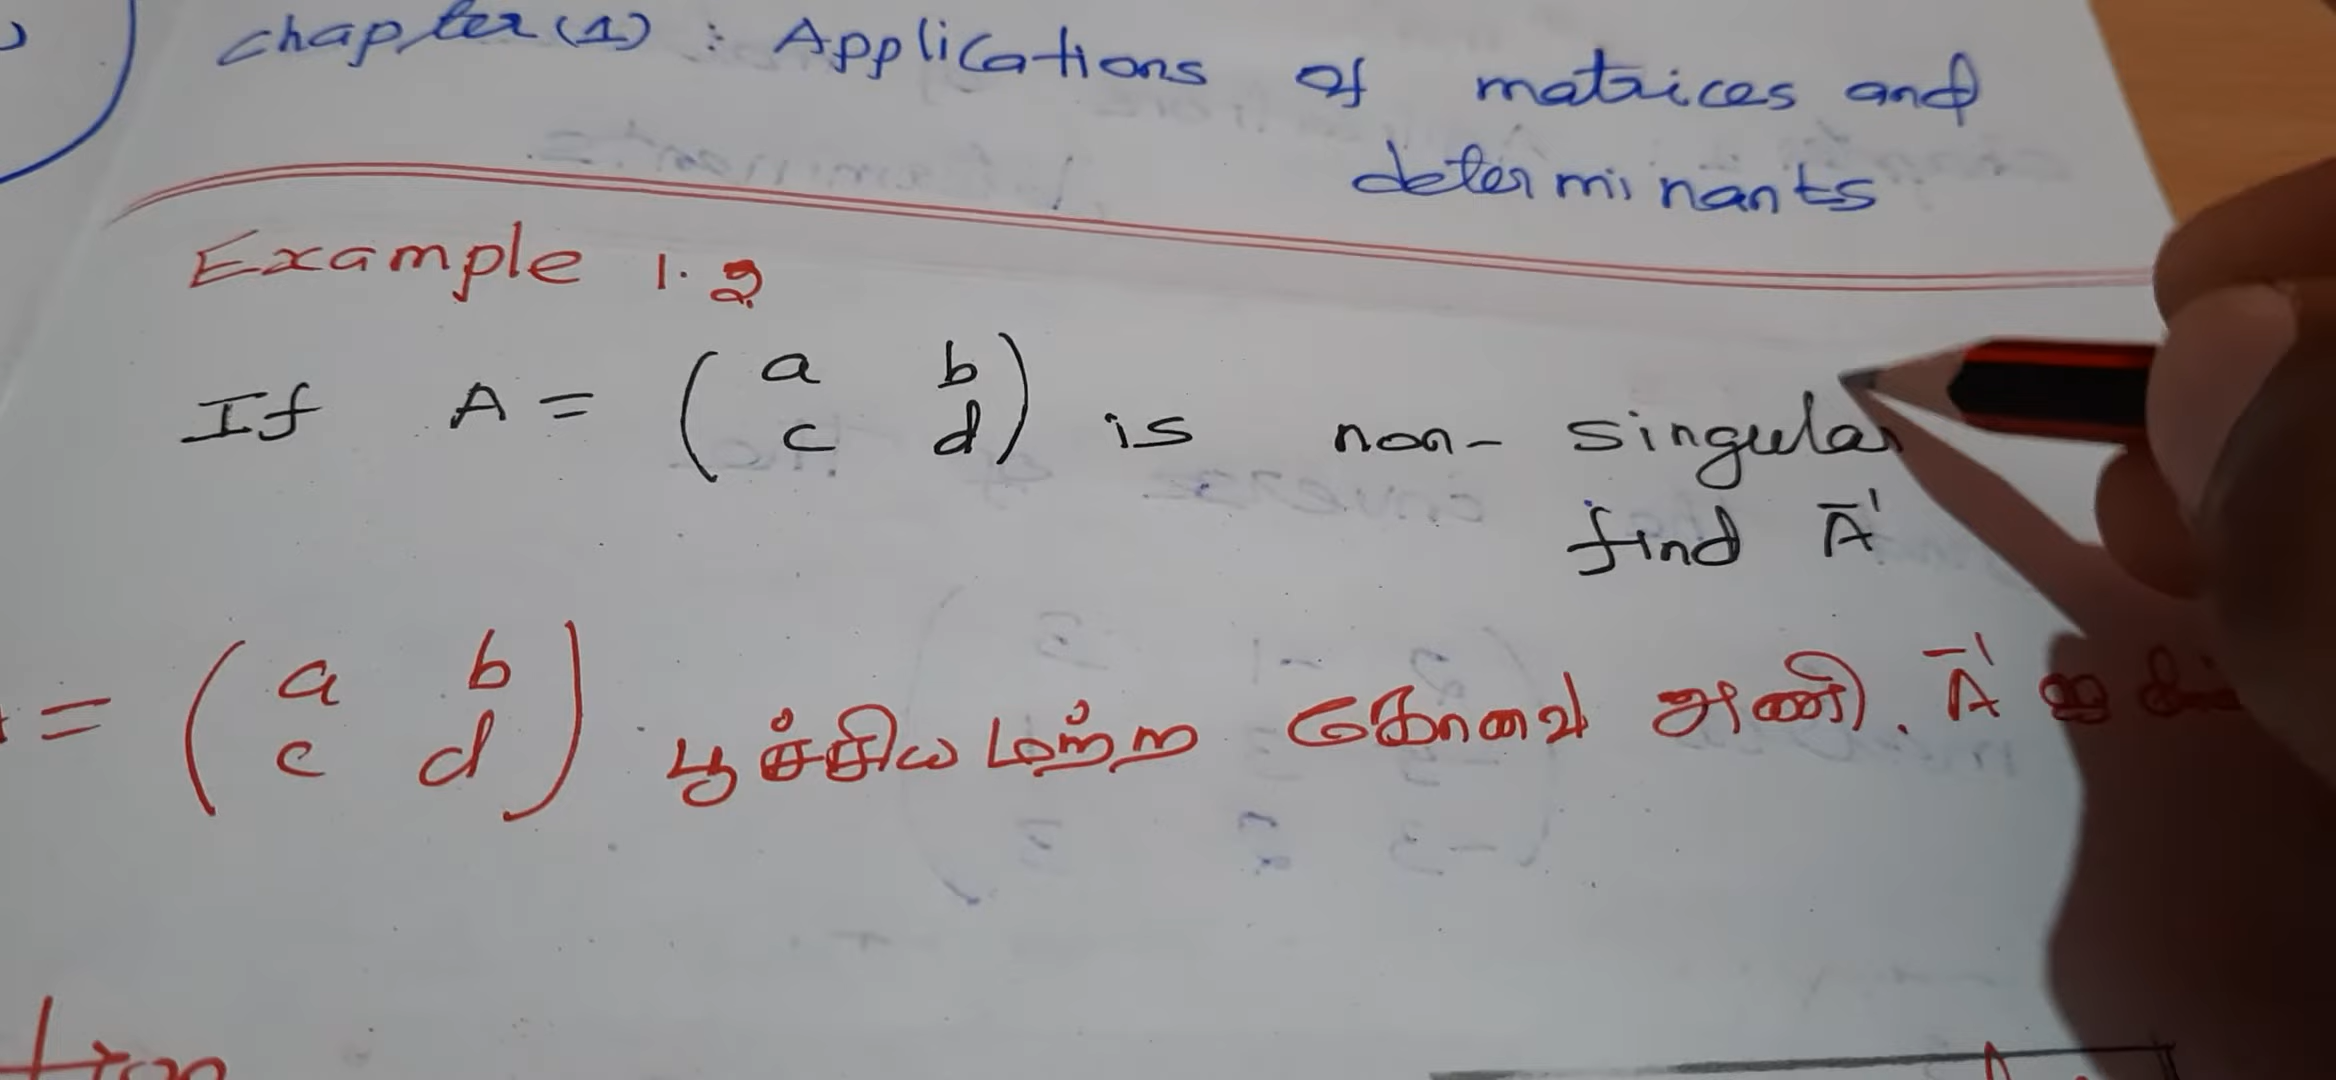 chapter (1) : Applications of matrices and
determinants
Example 1.2
If A = ( a b
c d ) is non- singular
find A⁻¹
= ( a b
c d ) பூச்சியமற்ற கோவை அணி. A⁻¹ ஐ